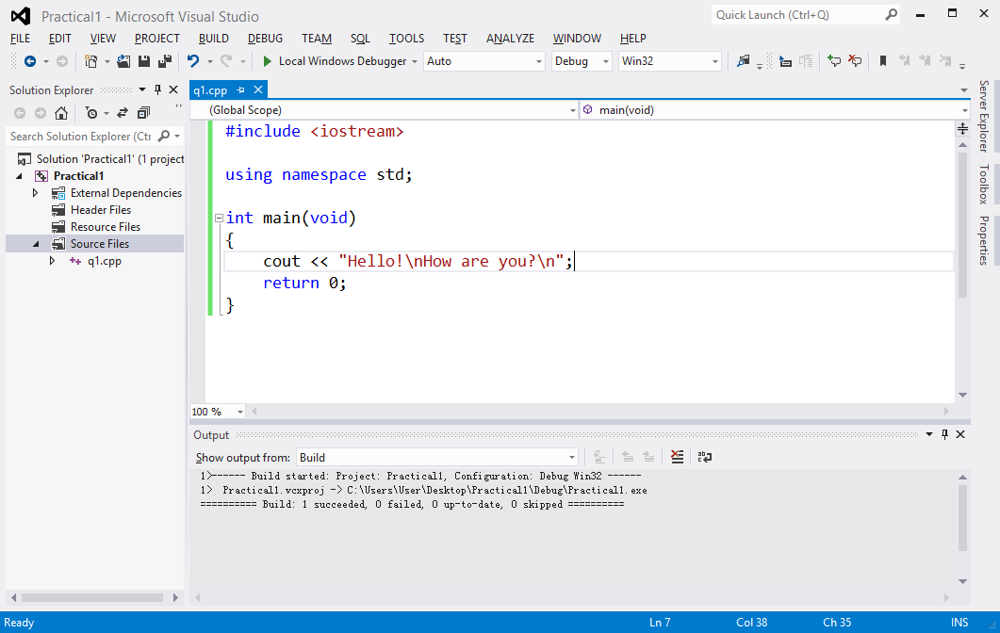 Practical1 - Microsoft Visual Studio
Quick Launch (Ctrl+Q)
FILE EDIT VIEW PROJECT BUILD DEBUG TEAM SQL TOOLS TEST ANALYZE WINDOW HELP
Local Windows Debugger Auto Debug Win32
Solution Explorer
Search Solution Explorer (Ctr
Solution 'Practical1' (1 project
Practical1
External Dependencies
Header Files
Resource Files
Source Files
q1.cpp
q1.cpp
(Global Scope) main(void)
#include <iostream>
using namespace std;
int main(void)
{
cout << "Hello!\nHow are you?\n";
return 0;
}
100 %
Output
Show output from: Build
1>------ Build started: Project: Practical1, Configuration: Debug Win32 ------
1>  Practical1.vcxproj -> C:\Users\User\Desktop\Practical1\Debug\Practical1.exe
========== Build: 1 succeeded, 0 failed, 0 up-to-date, 0 skipped ==========
Server Explorer
Toolbox
Properties
Ready Ln 7 Col 38 Ch 35 INS